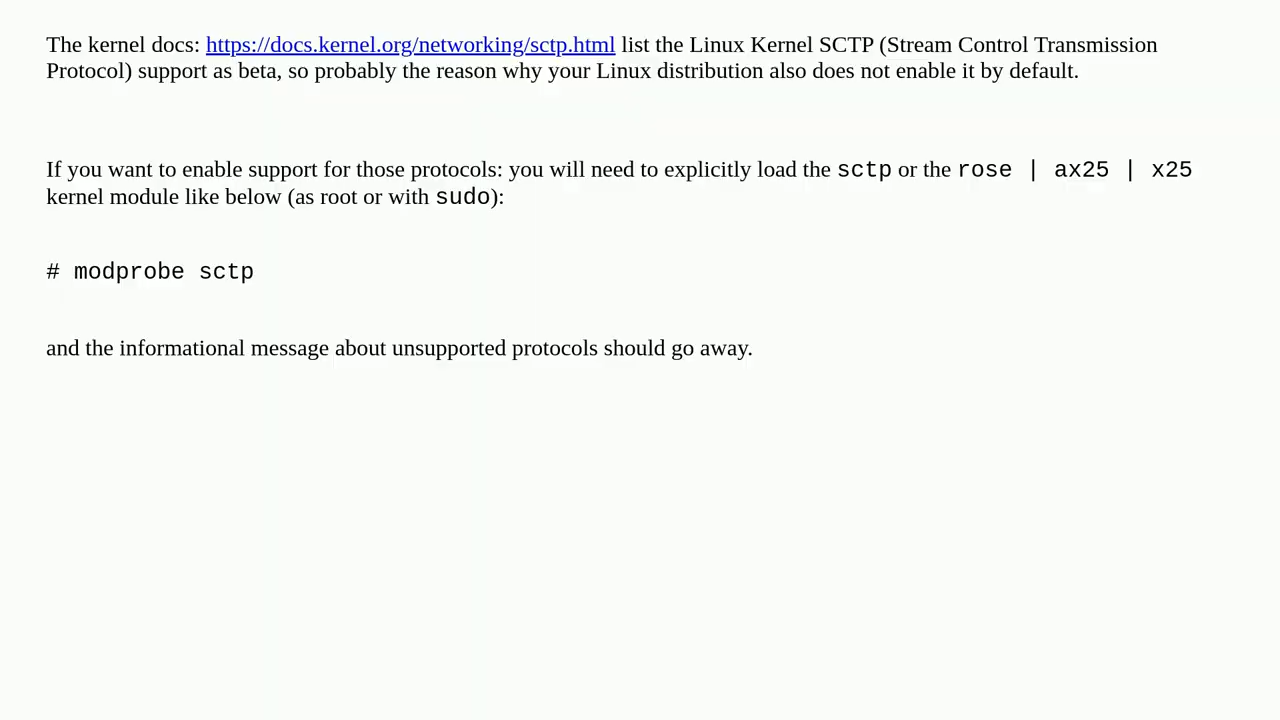 The kernel docs: https://docs.kernel.org/networking/sctp.html list the Linux Kernel SCTP (Stream Control Transmission
Protocol) support as beta, so probably the reason why your Linux distribution also does not enable it by default.
If you want to enable support for those protocols: you will need to explicitly load the sctp or the rose | ax25 | x25
kernel module like below (as root or with sudo):
# modprobe sctp
and the informational message about unsupported protocols should go away.